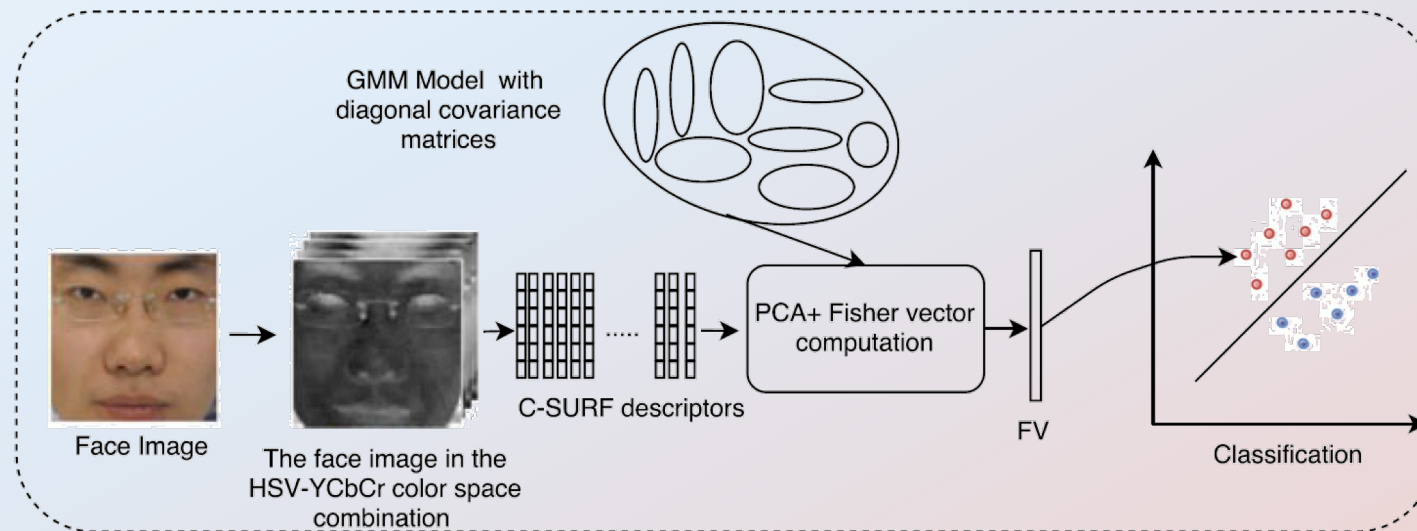 GMM Model with
diagonal covariance
matrices
Face Image
The face image in the
HSV-YCbCr color space
combination
.....
C-SURF descriptors
PCA+ Fisher vector
computation
FV
Classification